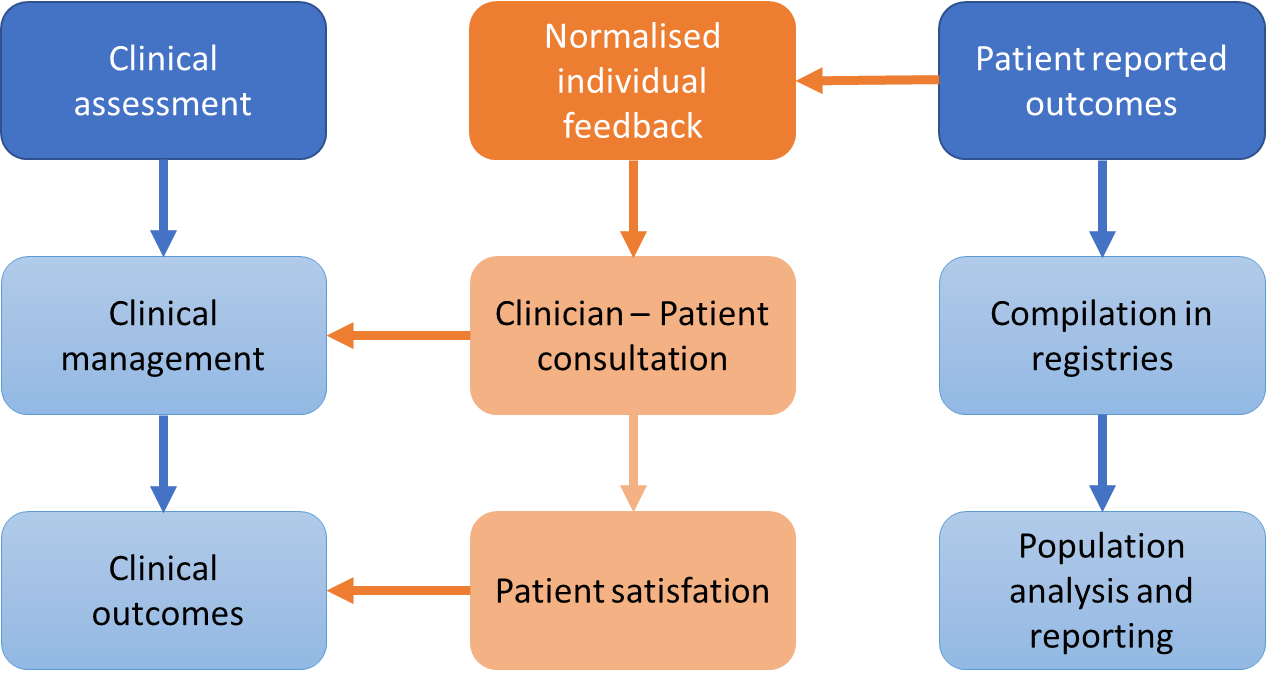 Clinical
assessment
Normalised
individual
feedback
Patient reported
outcomes
Clinical
management
Clinician – Patient
consultation
Compilation in
registries
Clinical
outcomes
Patient satisfation
Population
analysis and
reporting